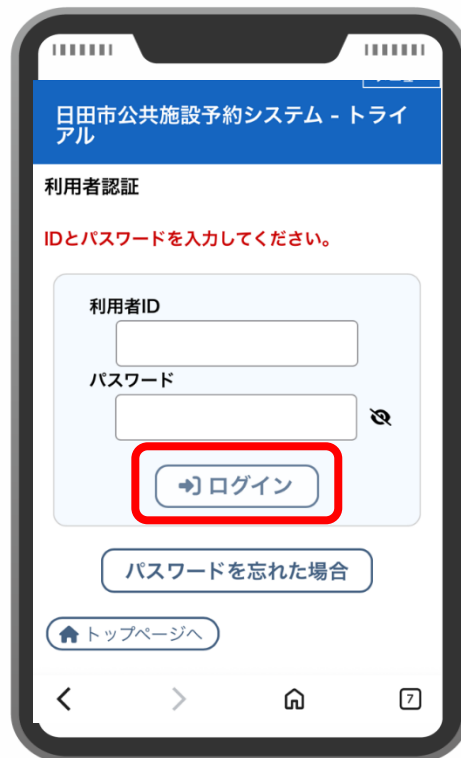 日田市公共施設予約システム - トライ
アル
利用者認証
IDとパスワードを入力してください。
利用者ID
パスワード
ログイン
パスワードを忘れた場合
トップページへ
7